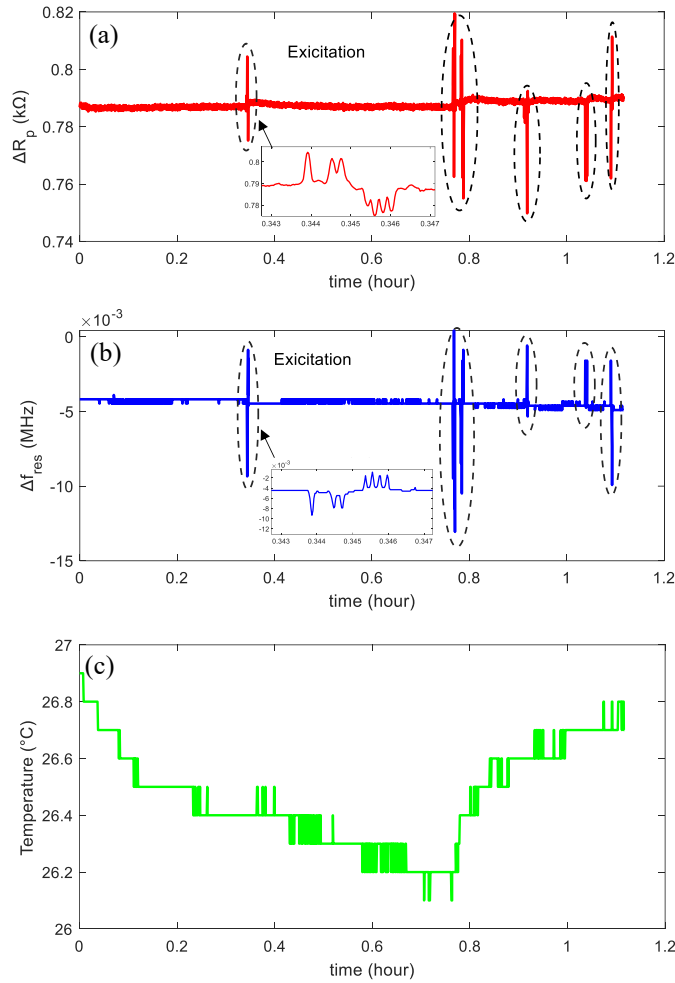 (a)
Exicitation
ΔRp (kΩ)
0.82
0.8
0.78
0.76
0.74
0.8
0.79
0.78
0.343 0.344 0.345 0.346 0.347
0 0.2 0.4 0.6 0.8 1 1.2
time (hour)
×10-3
(b)
Exicitation
Δfres (MHz)
0
-5
-10
-15
×10-3
-2
-4
-6
-8
-10
-12
0.343 0.344 0.345 0.346 0.347
0 0.2 0.4 0.6 0.8 1 1.2
time (hour)
(c)
Temperature (°C)
27
26.8
26.6
26.4
26.2
26
0 0.2 0.4 0.6 0.8 1 1.2
time (hour)